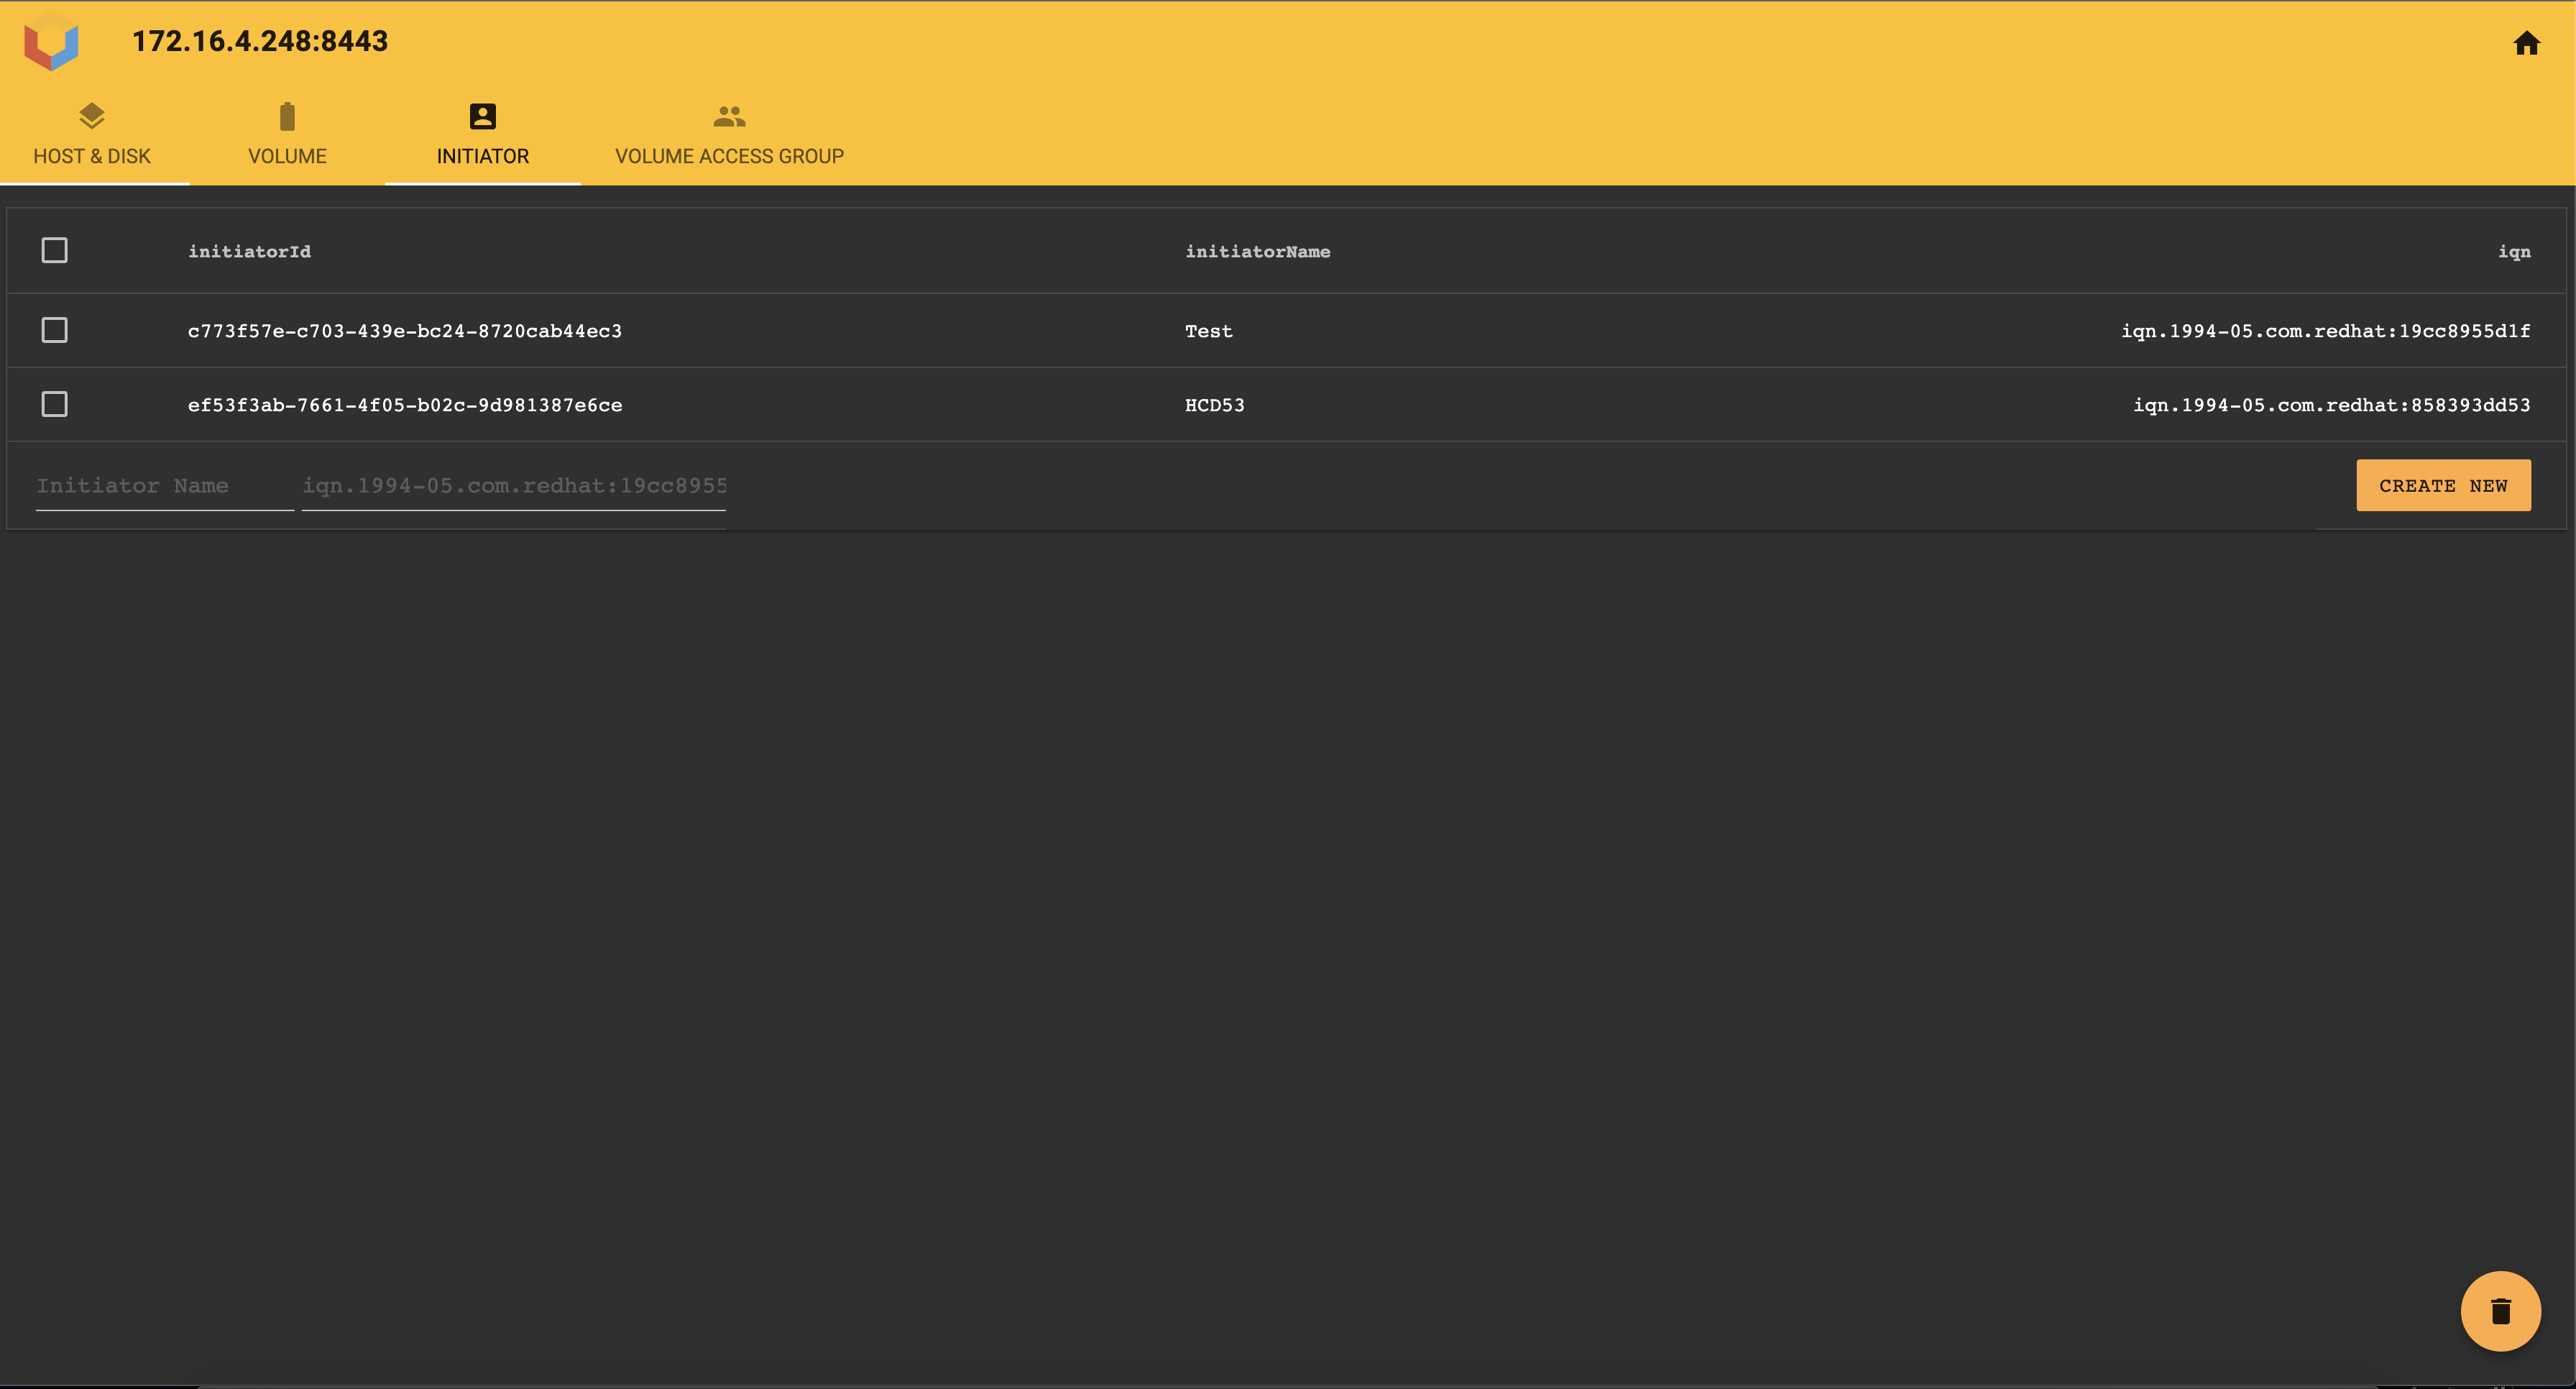 172.16.4.248:8443
HOST & DISK VOLUME INITIATOR VOLUME ACCESS GROUP
initiatorId initiatorName iqn
c773f57e-c703-439e-bc24-8720cab44ec3 Test iqn.1994-05.com.redhat:19cc8955d1f
ef53f3ab-7661-4f05-b02c-9d981387e6ce HCD53 iqn.1994-05.com.redhat:858393dd53
Initiator Name iqn.1994-05.com.redhat:19cc8955 CREATE NEW